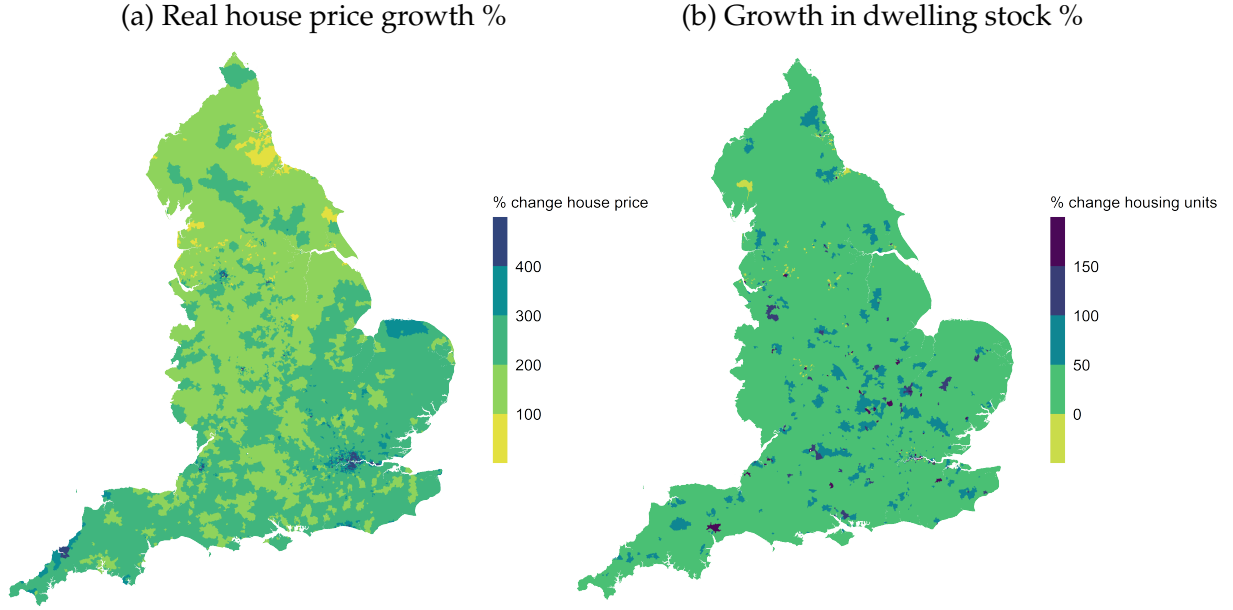 (a) Real house price growth %
(b) Growth in dwelling stock %
% change house price
400
300
200
100
% change housing units
150
100
50
0